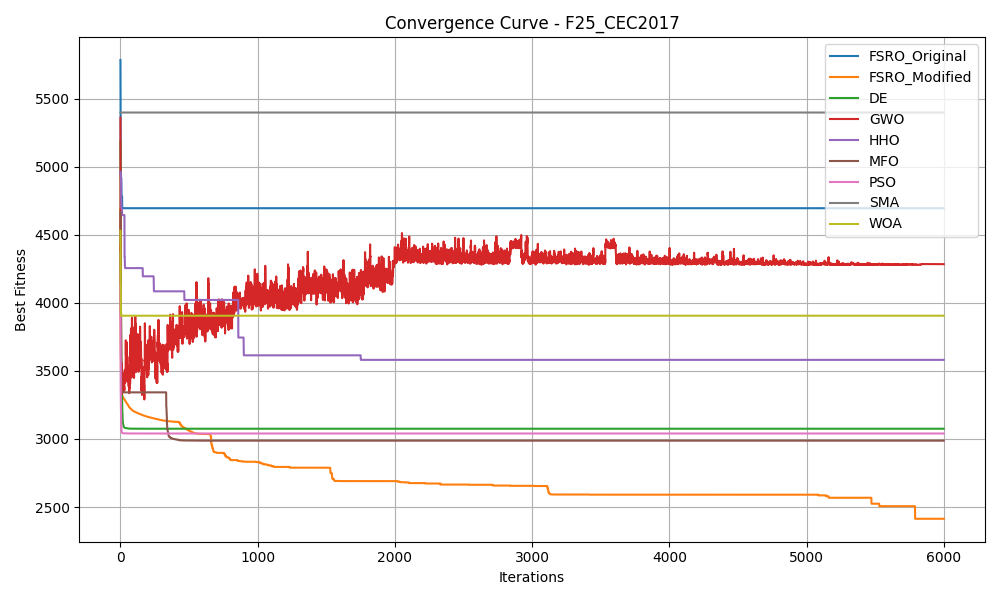 Convergence Curve - F25_CEC2017
Best Fitness
5500
5000
4500
4000
3500
3000
2500
0
1000
2000
3000
4000
5000
6000
Iterations
FSRO_Original
FSRO_Modified
DE
GWO
HHO
MFO
PSO
SMA
WOA